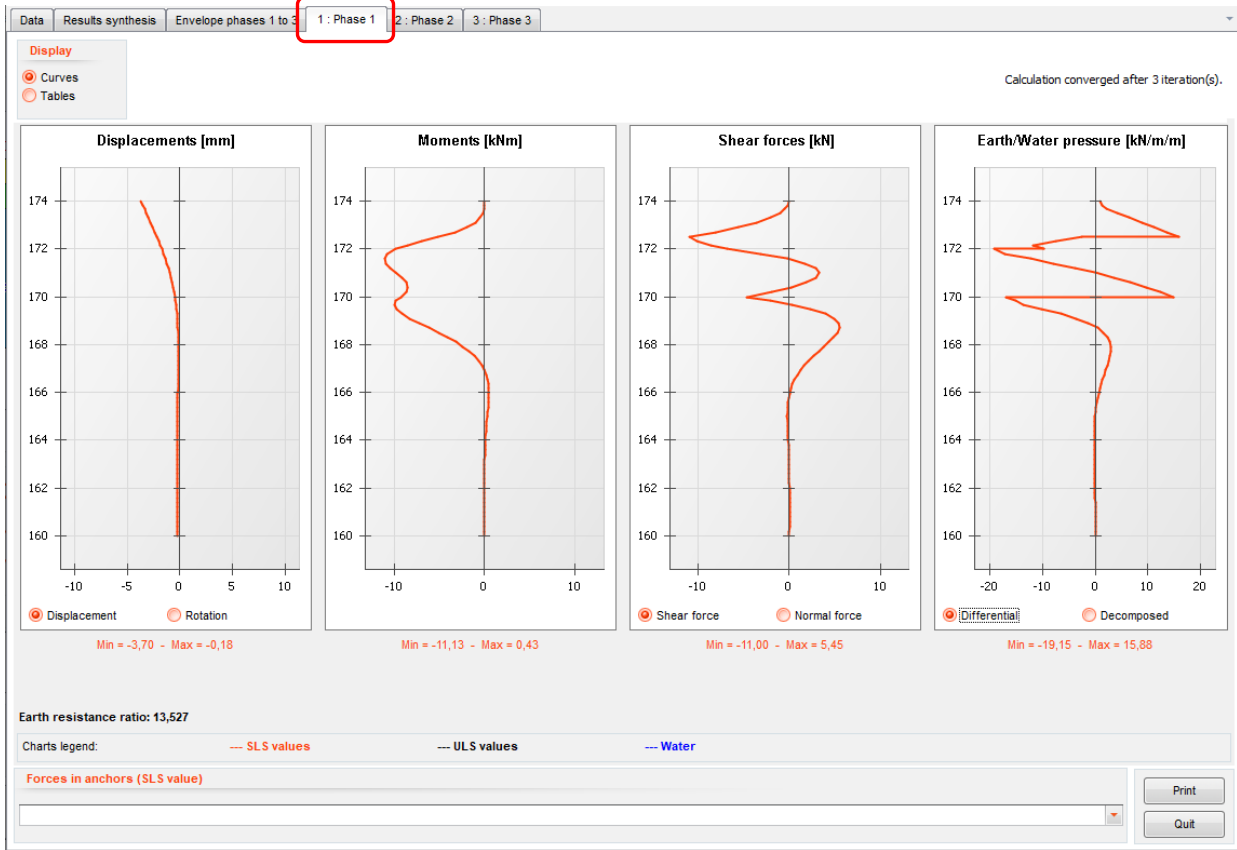 Data Results synthesis Envelope phases 1 to 3 1 : Phase 1 2 : Phase 2 3 : Phase 3
Display
Curves
Tables
Calculation converged after 3 iteration(s).
Displacements [mm] Moments [kNm] Shear forces [kN] Earth/Water pressure [kN/m/m]
174 174 174 174
172 172 172 172
170 170 170 170
168 168 168 168
166 166 166 166
164 164 164 164
162 162 162 162
160 160 160 160
-10 -5 0 5 10 -10 0 10 -10 0 10 -20 -10 0 10 20
Displacement Rotation Shear force Normal force Differential Decomposed
Min = -3,70 - Max = -0,18 Min = -11,13 - Max = 0,43 Min = -11,00 - Max = 5,45 Min = -19,15 - Max = 15,88
Earth resistance ratio: 13,527
Charts legend: --- SLS values --- ULS values --- Water
Forces in anchors (SLS value)
Print
Quit